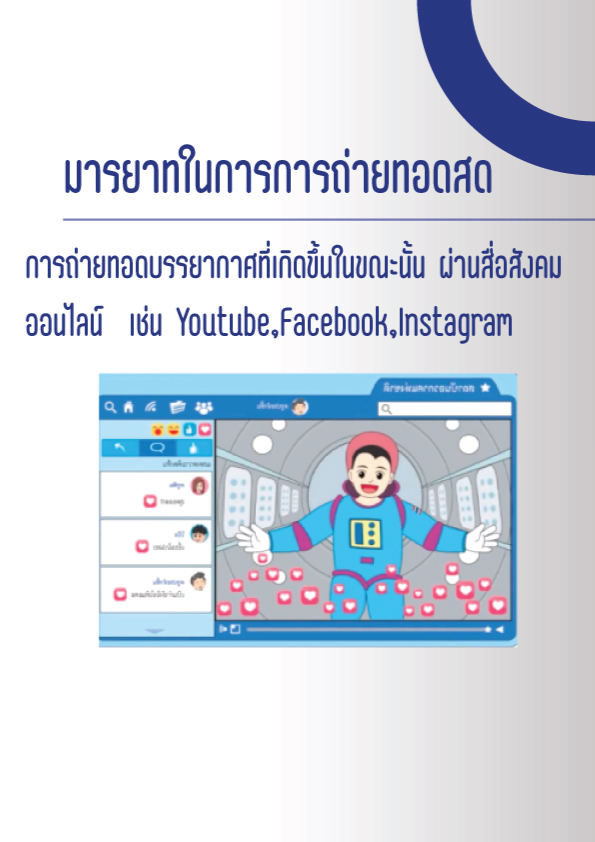 มารยาทในการการถ่ายทอดสด
การถ่ายทอดบรรยากาศที่เกิดขึ้นในขณะนั้น ผ่านสื่อสังคม
ออนไลน์ เช่น Youtube,Facebook,Instagram